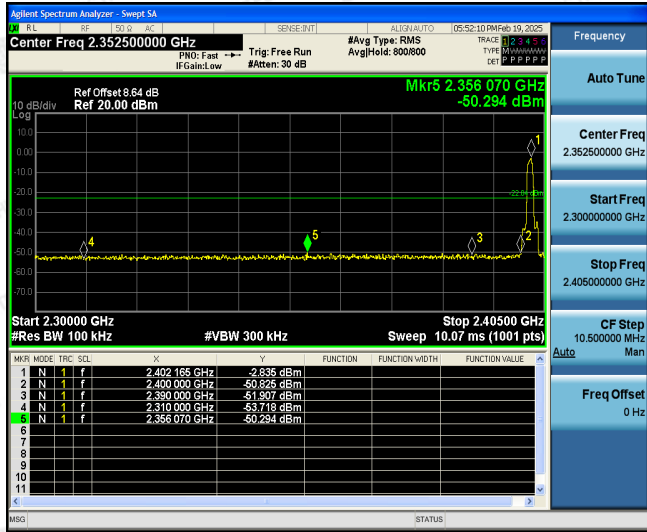 Agilent Spectrum Analyzer - Swept SA
RL RF 50 Ω AC SENSE:INT ALIGN AUTO 05:52:10 PM Feb 19, 2025
Center Freq 2.352500000 GHz
PNO: Fast
IFGain:Low
Trig: Free Run
#Atten: 30 dB
#Avg Type: RMS
Avg|Hold: 800/800
TRACE 1 2 3 4 5 6
TYPE
DET P P P P P P
Ref Offset 8.64 dB
Ref 20.00 dBm
10 dB/div
Log
Mkr5 2.356 070 GHz
-50.294 dBm
10.0
0.00
-10.0
-20.0
-30.0
-40.0
-50.0
-60.0
-70.0
1
2
3
4
5
Start 2.30000 GHz Stop 2.40500 GHz
#Res BW 100 kHz #VBW 300 kHz Sweep 10.07 ms (1001 pts)
MKR MODE TRC SCL X Y FUNCTION FUNCTION WIDTH FUNCTION VALUE
1 N 1 f 2.402 165 GHz -2.835 dBm
2 N 1 f 2.400 000 GHz -50.825 dBm
3 N 1 f 2.390 000 GHz -51.907 dBm
4 N 1 f 2.310 000 GHz -53.718 dBm
5 N 1 f 2.356 070 GHz -50.294 dBm
6
7
8
9
10
11
MSG STATUS
Frequency
Auto Tune
Center Freq
2.352500000 GHz
Start Freq
2.300000000 GHz
Stop Freq
2.405000000 GHz
CF Step
10.500000 MHz
Auto Man
Freq Offset
0 Hz